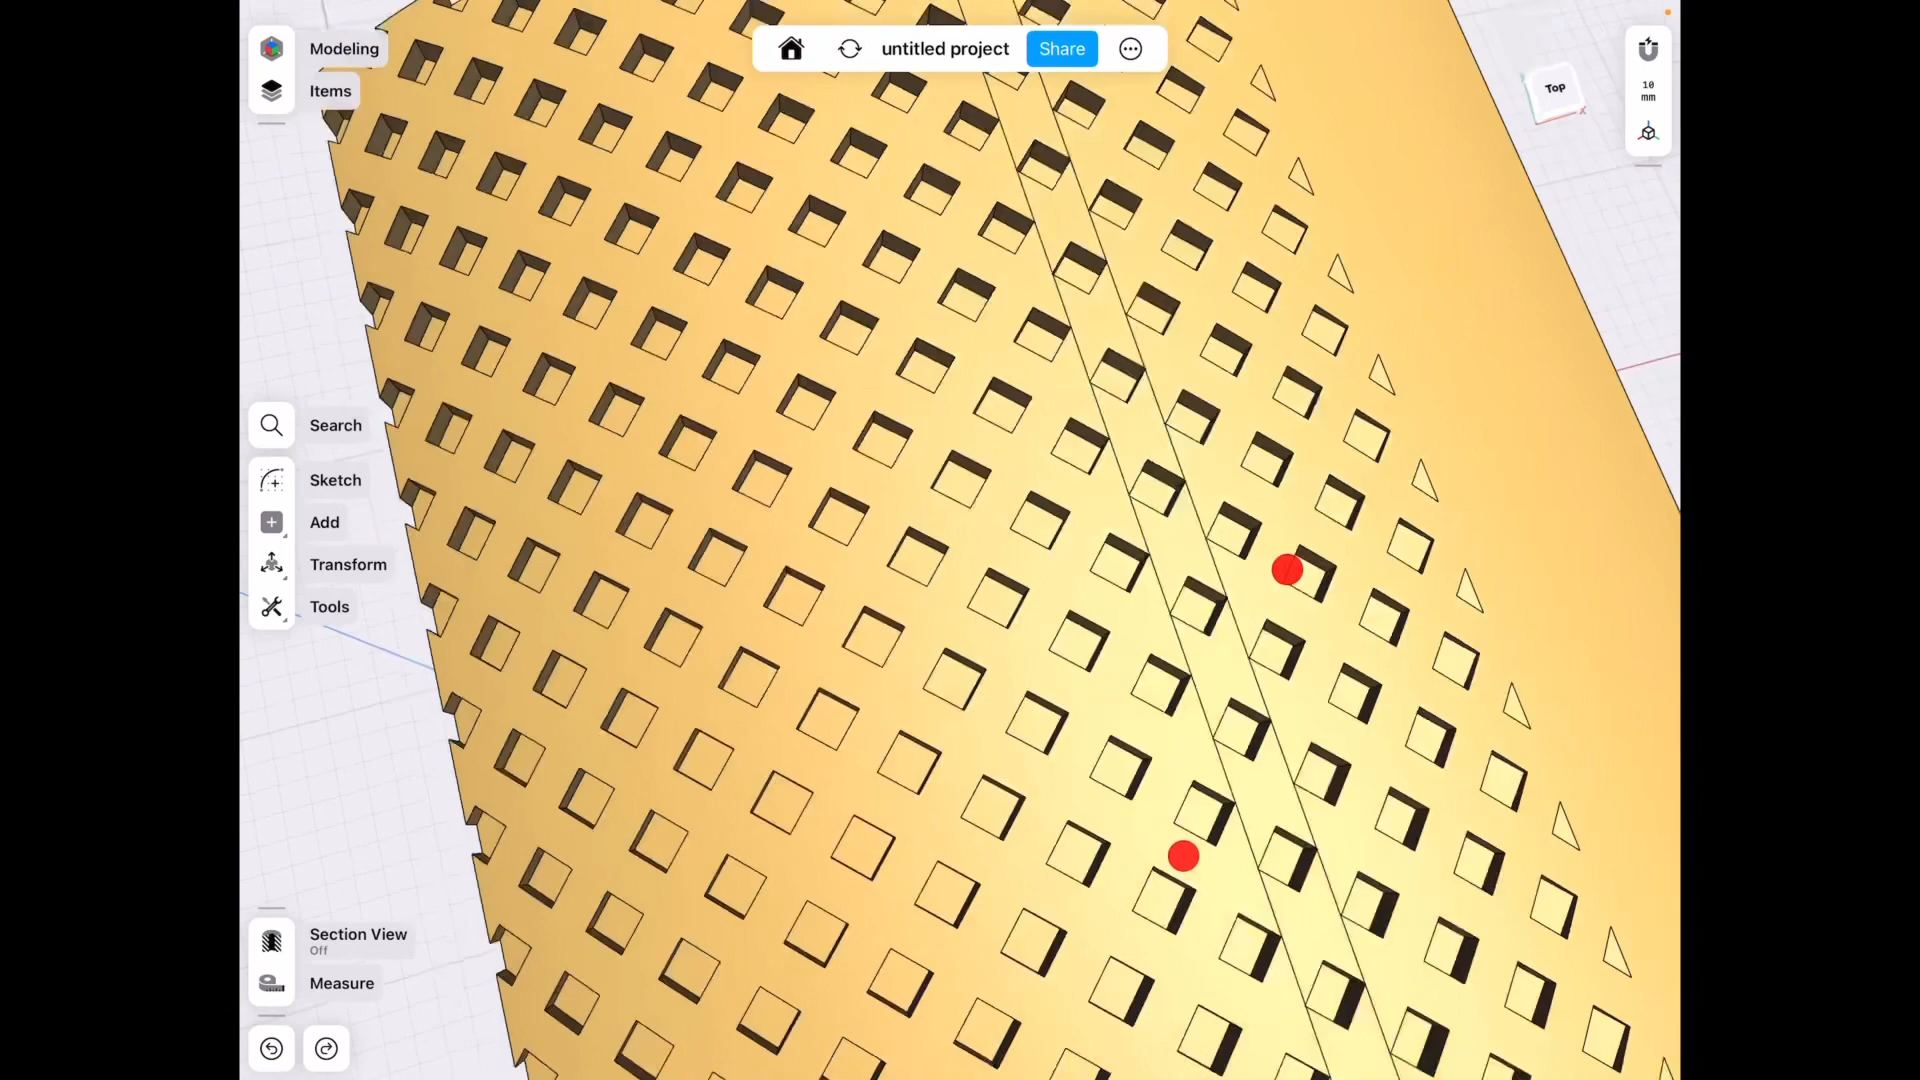 Modeling
Items
untitled project
Share
Top
X
10
mm
Search
Sketch
Add
Transform
Tools
Section View
Off
Measure